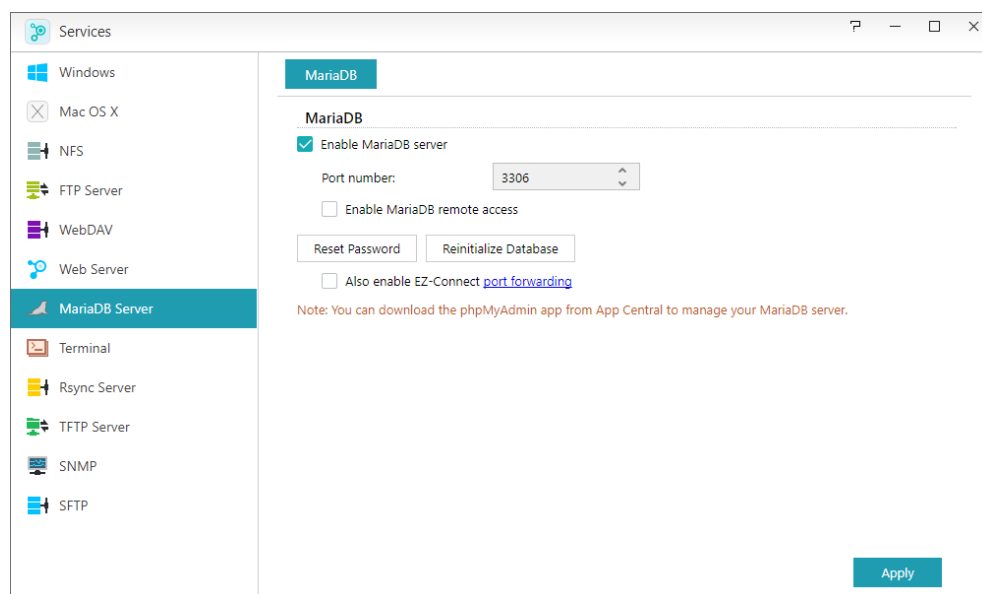 Services
Windows
Mac OS X
NFS
FTP Server
WebDAV
Web Server
MariaDB Server
Terminal
Rsync Server
TFTP Server
SNMP
SFTP
MariaDB
MariaDB
Enable MariaDB server
Port number: 3306
Enable MariaDB remote access
Reset Password Reinitialize Database
Also enable EZ-Connect port forwarding
Note: You can download the phpMyAdmin app from App Central to manage your MariaDB server.
Apply